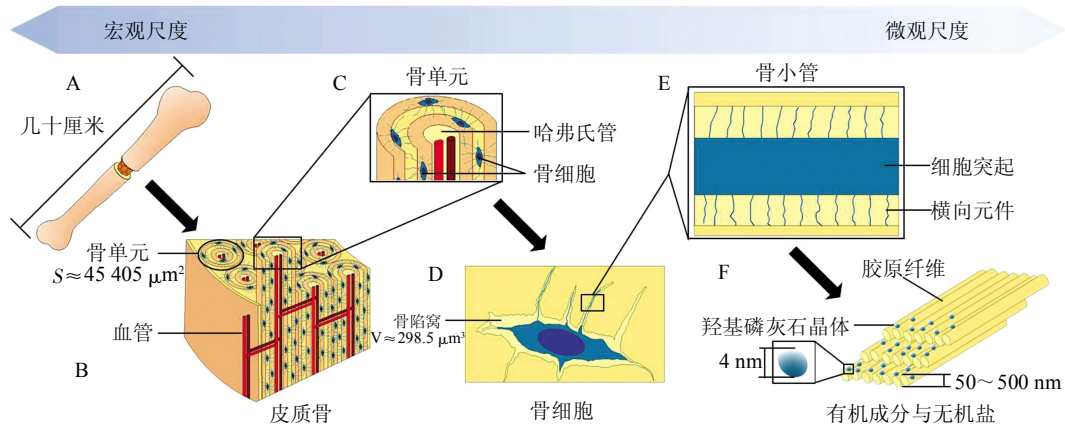 宏观尺度
微观尺度
A
几十厘米
骨单元
S≈45 405 μm²
血管
B
皮质骨
C
骨单元
哈弗氏管
骨细胞
D
骨陷窝
V≈298.5 μm³
骨细胞
E
骨小管
细胞突起
横向元件
F
胶原纤维
羟基磷灰石晶体
4 nm
50～500 nm
有机成分与无机盐